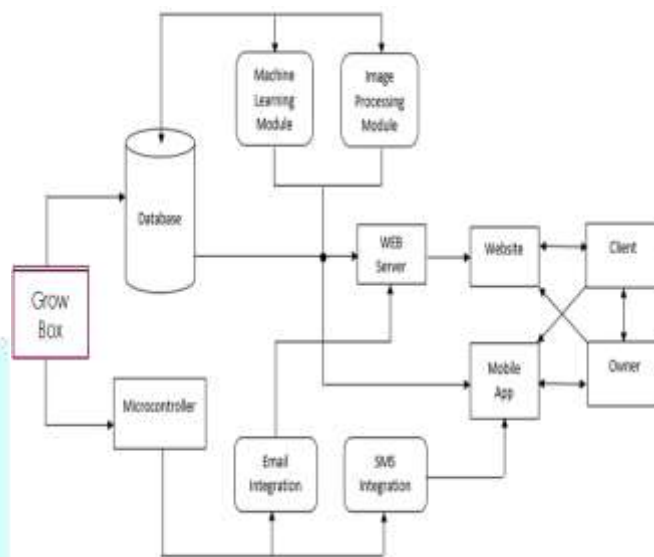 Machine
Learning
Module
Image
Processing
Module
Database
WEB
Server
Website
Client
Grow
Box
Mobile
App
Owner
Microcontroller
Email
Integration
SMS
Integration